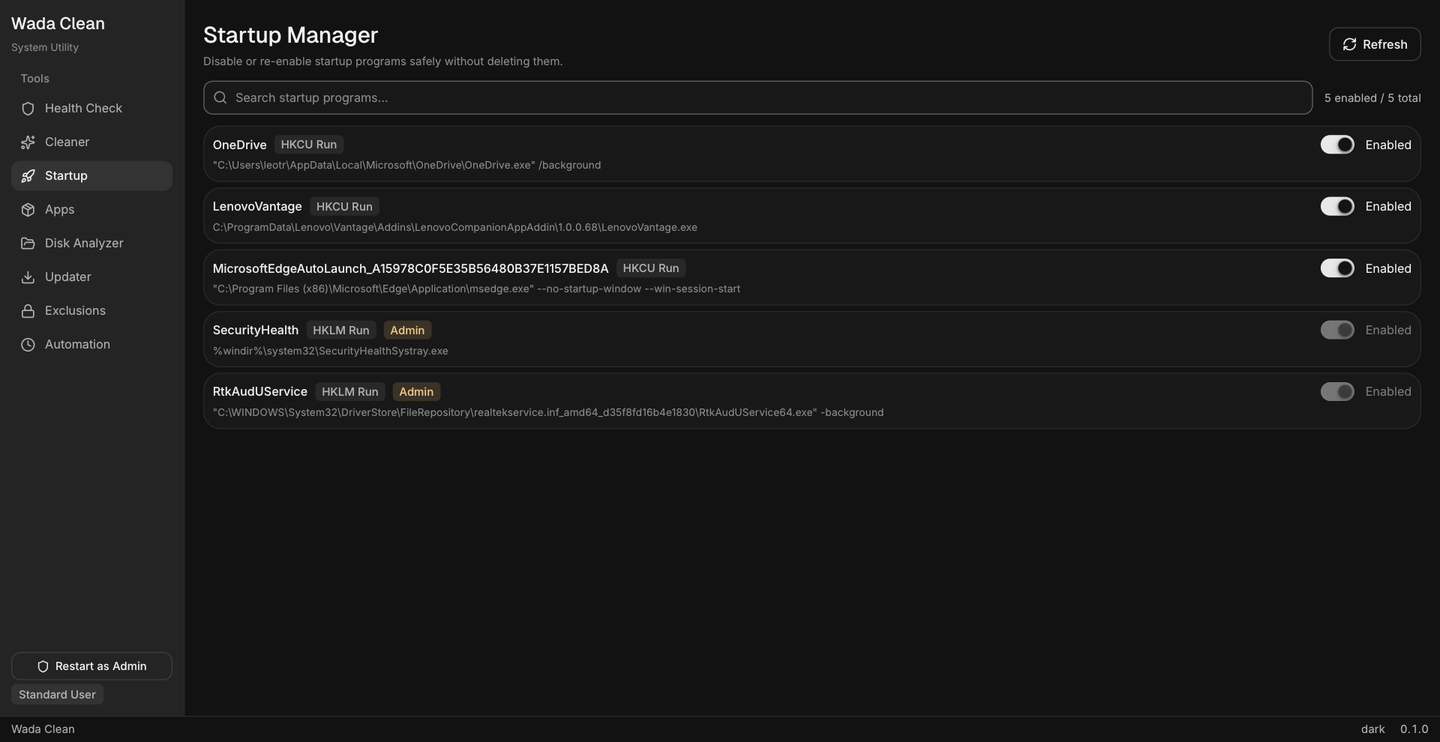 Wada Clean
System Utility
Tools
Health Check
Cleaner
Startup
Apps
Disk Analyzer
Updater
Exclusions
Automation
Restart as Admin
Standard User
Startup Manager
Disable or re-enable startup programs safely without deleting them.
Refresh
Search startup programs...
5 enabled / 5 total
OneDrive HKCU Run Enabled
"C:\Users\leotr\AppData\Local\Microsoft\OneDrive\OneDrive.exe" /background
LenovoVantage HKCU Run Enabled
C:\ProgramData\Lenovo\Vantage\Addins\LenovoCompanionAppAddin\1.0.0.68\LenovoVantage.exe
MicrosoftEdgeAutoLaunch_A15978C0F5E35B56480B37E1157BED8A HKCU Run Enabled
"C:\Program Files (x86)\Microsoft\Edge\Application\msedge.exe" --no-startup-window --win-session-start
SecurityHealth HKLM Run Admin Enabled
%windir%\system32\SecurityHealthSystray.exe
RtkAudUService HKLM Run Admin Enabled
"C:\WINDOWS\System32\DriverStore\FileRepository\realtekservice.inf_amd64_d35f8fd16b4e1830\RtkAudUService64.exe" -background
Wada Clean
dark 0.1.0